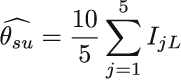 $\widehat{\theta_{su}} = \frac{10}{5} \sum_{j=1}^{5} I_{jL}$